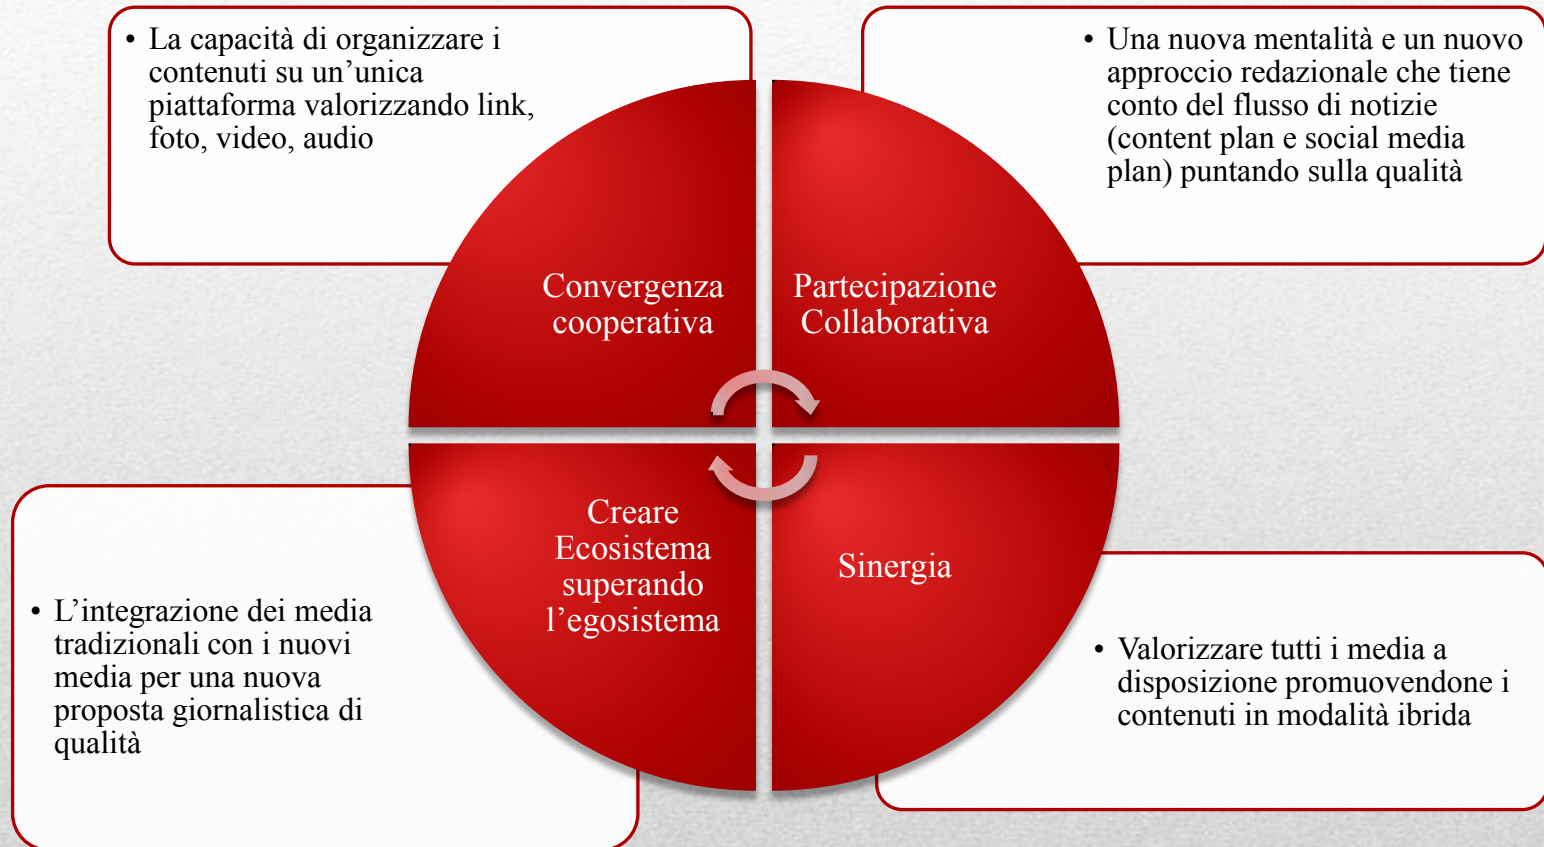 • La capacità di organizzare i
contenuti su un’unica
piattaforma valorizzando link,
foto, video, audio
• Una nuova mentalità e un nuovo
approccio redazionale che tiene
conto del flusso di notizie
(content plan e social media
plan) puntando sulla qualità
Convergenza
cooperativa
Partecipazione
Collaborativa
Creare
Ecosistema
superando
l’egosistema
Sinergia
• L’integrazione dei media
tradizionali con i nuovi
media per una nuova
proposta giornalistica di
qualità
• Valorizzare tutti i media a
disposizione promuovendone i
contenuti in modalità ibrida